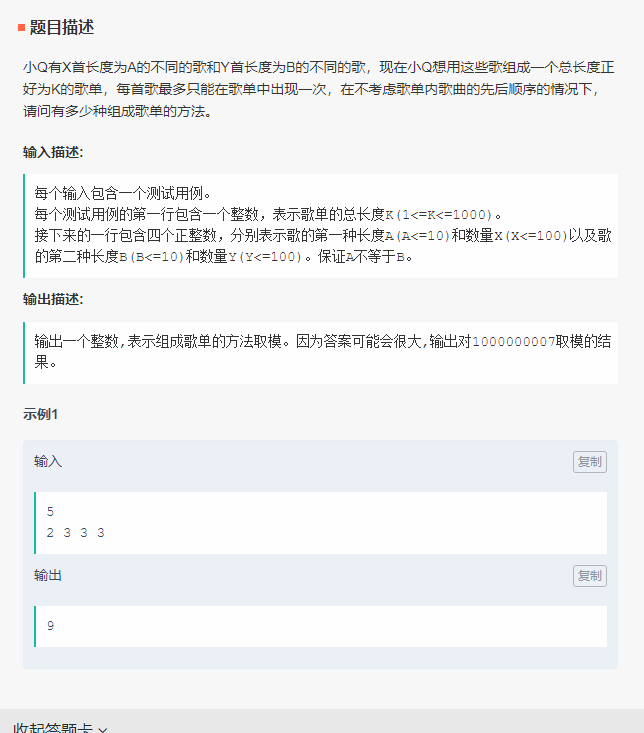 题目描述
小Q有X首长度为A的不同的歌和Y首长度为B的不同的歌，现在小Q想用这些歌组成一个总长度正
好为K的歌单，每首歌最多只能在歌单中出现一次，在不考虑歌单内歌曲的先后顺序的情况下，
请问有多少种组成歌单的方法。
输入描述:
每个输入包含一个测试用例。
每个测试用例的第一行包含一个整数，表示歌单的总长度K(1<=K<=1000)。
接下来的一行包含四个正整数，分别表示歌的第一种长度A(A<=10)和数量X(X<=100)以及歌
的第二种长度B(B<=10)和数量Y(Y<=100)。保证A不等于B。
输出描述:
输出一个整数,表示组成歌单的方法取模。因为答案可能会很大,输出对1000000007取模的结
果。
示例1
输入
复制
5
2 3 3 3
输出
复制
9
收起答题卡